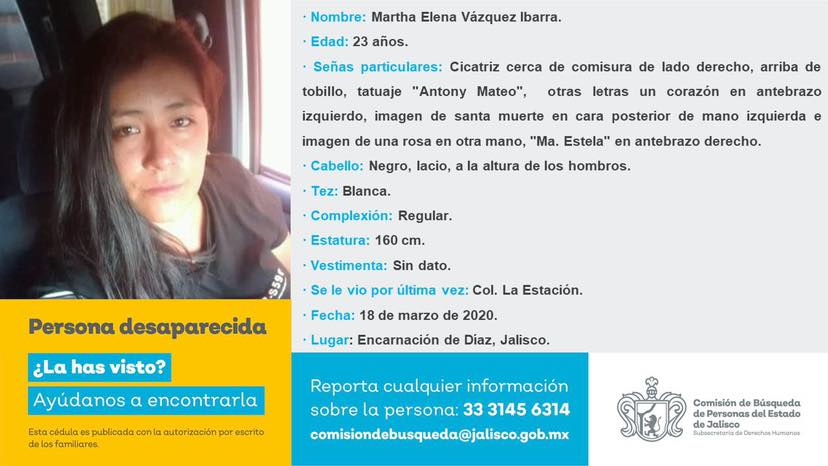 · Nombre: Martha Elena Vázquez Ibarra.
· Edad: 23 años.
· Señas particulares: Cicatriz cerca de comisura de lado derecho, arriba de
tobillo, tatuaje "Antony Mateo", otras letras un corazón en antebrazo
izquierdo, imagen de santa muerte en cara posterior de mano izquierda e
imagen de una rosa en otra mano, "Ma. Estela" en antebrazo derecho.
· Cabello: Negro, lacio, a la altura de los hombros.
· Tez: Blanca.
· Complexión: Regular.
· Estatura: 160 cm.
· Vestimenta: Sin dato.
· Se le vio por última vez: Col. La Estación.
· Fecha: 18 de marzo de 2020.
· Lugar: Encarnación de Diaz, Jalisco.
Persona desaparecida
¿La has visto?
Ayúdanos a encontrarla
Esta cédula es publicada con la autorización por escrito
de los familiares.
Reporta cualquier información
sobre la persona: 33 3145 6314
comisiondebusqueda@jalisco.gob.mx
Comisión de Búsqueda
de Personas del Estado
de Jalisco
Subsecretaría de Derechos Humanos